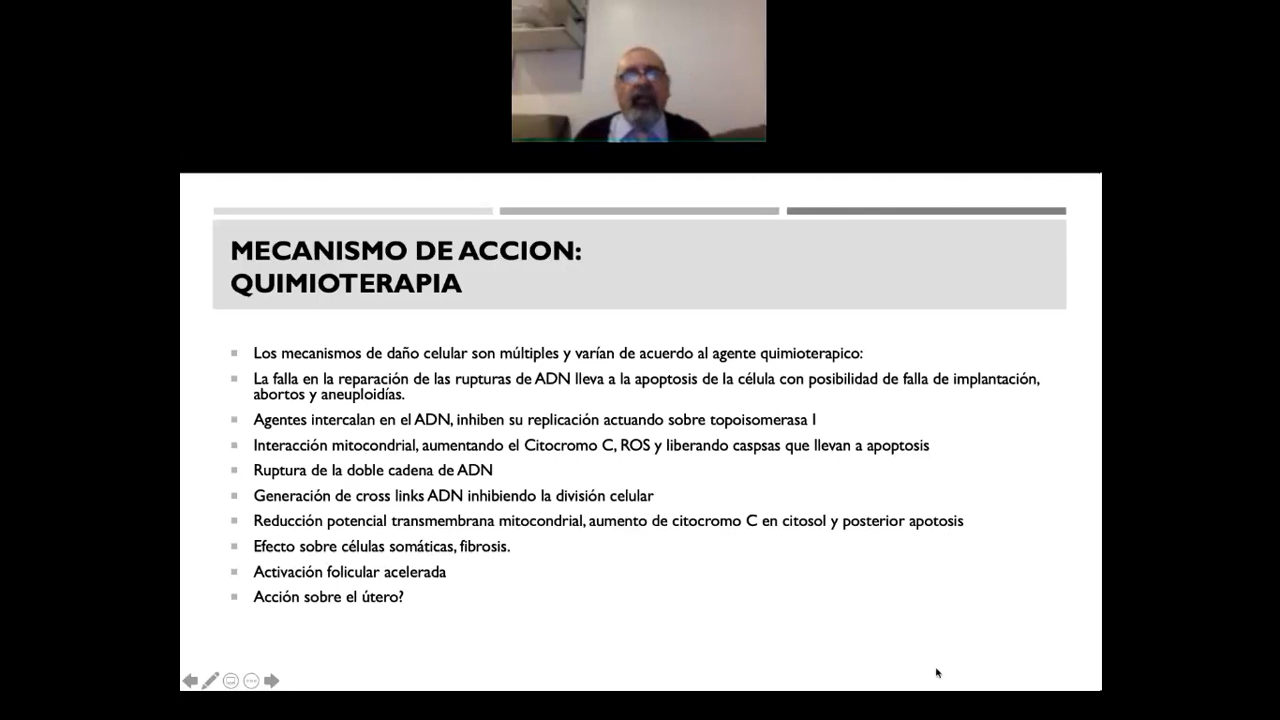 MECANISMO DE ACCION:
QUIMIOTERAPIA
Los mecanismos de daño celular son múltiples y varían de acuerdo al agente quimioterapico:
La falla en la reparación de las rupturas de ADN lleva a la apoptosis de la célula con posibilidad de falla de implantación,
abortos y aneuploidías.
Agentes intercalan en el ADN, inhiben su replicación actuando sobre topoisomerasa I
Interacción mitocondrial, aumentando el Citocromo C, ROS y liberando caspsas que llevan a apoptosis
Ruptura de la doble cadena de ADN
Generación de cross links ADN inhibiendo la división celular
Reducción potencial transmembrana mitocondrial, aumento de citocromo C en citosol y posterior apotosis
Efecto sobre células somáticas, fibrosis.
Activación folicular acelerada
Acción sobre el útero?